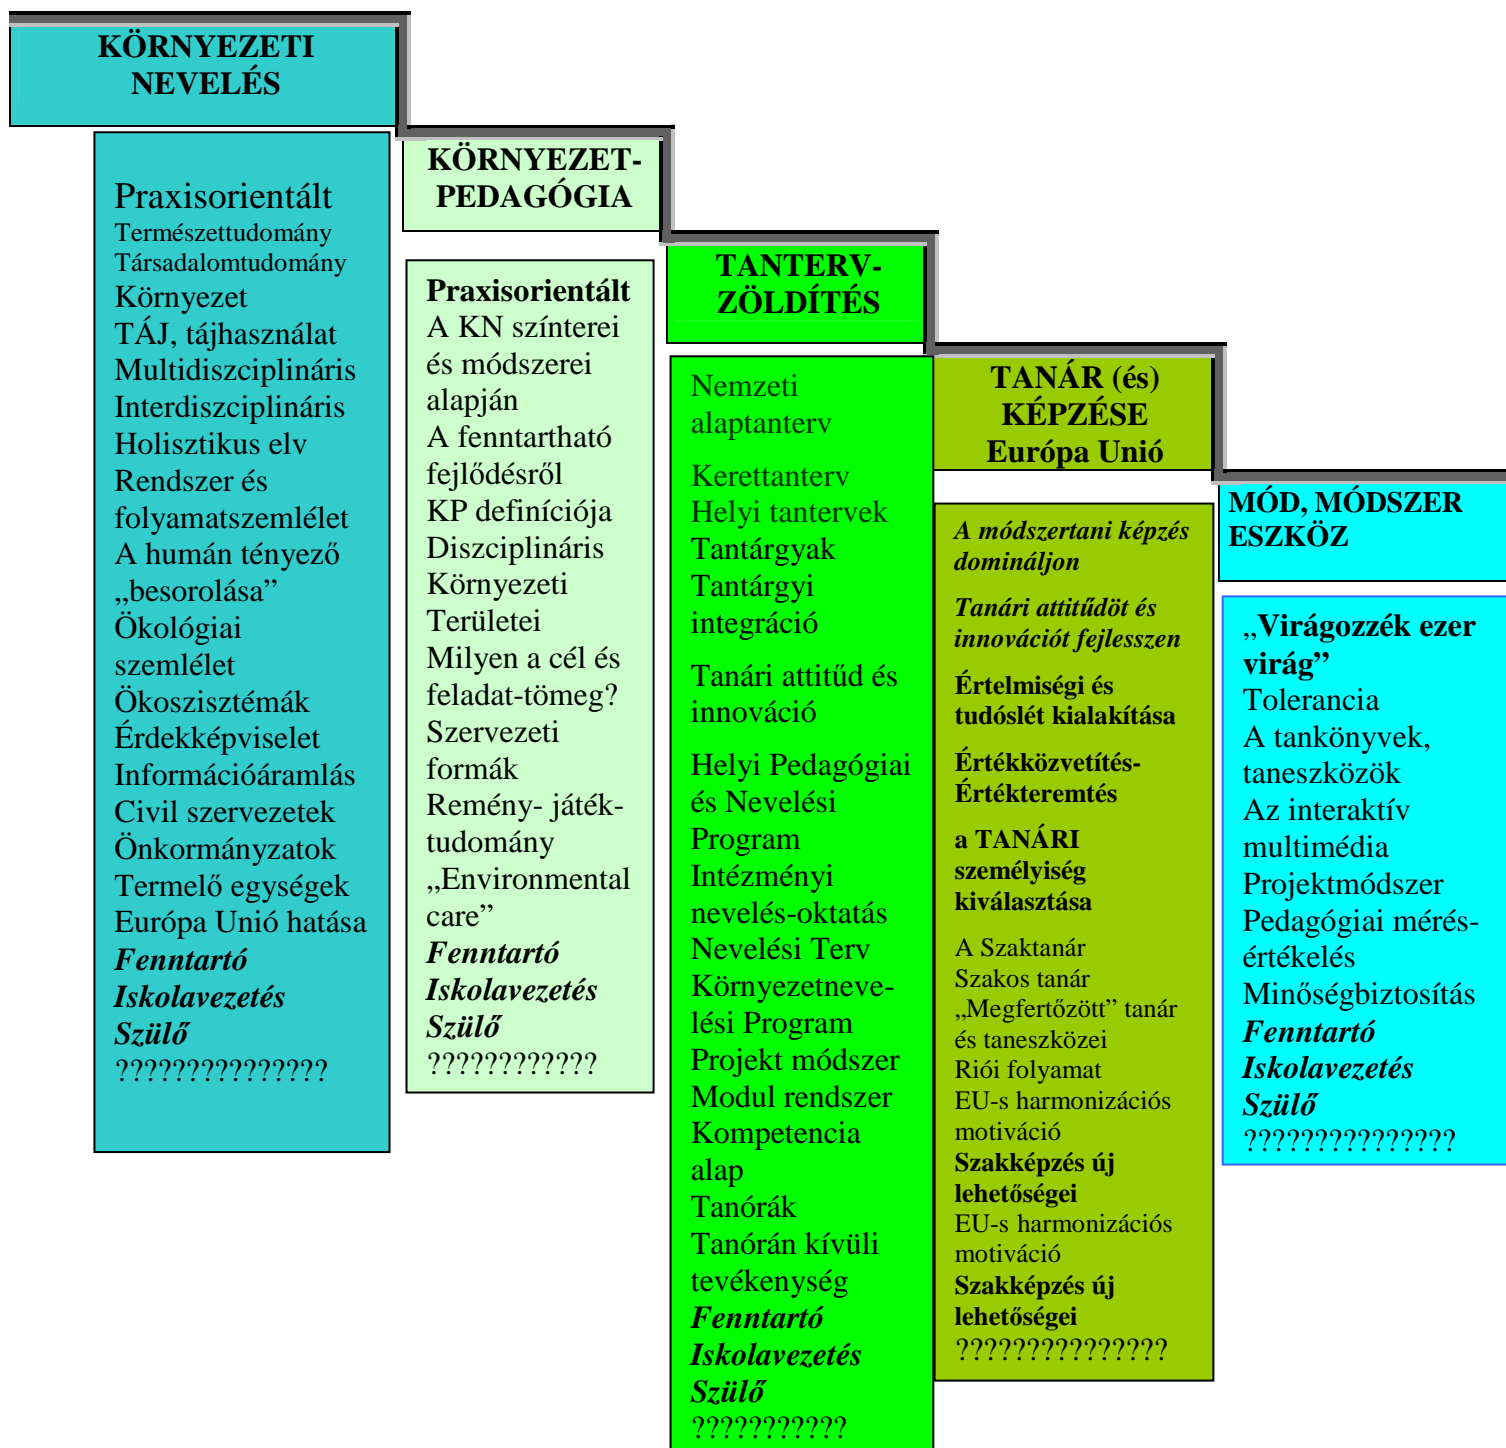 KÖRNYEZETI
NEVELÉS
Praxisorientált
Természettudomány
Társadalomtudomány
Környezet
TÁJ, tájhasználat
Multidiszciplináris
Interdiszciplináris
Holisztikus elv
Rendszer és
folyamatszemlélet
A humán tényező
„besorolása”
Ökológiai
szemlélet
Ökoszisztémák
Érdekképviselet
Információáramlás
Civil szervezetek
Önkormányzatok
Termelő egységek
Európa Unió hatása
Fenntartó
Iskolavezetés
Szülő
???????????????
KÖRNYEZET-
PEDAGÓGIA
Praxisorientált
A KN színterei
és módszerei
alapján
A fenntartható
fejlődésről
KP definíciója
Diszciplináris
Környezeti
Területei
Milyen a cél és
feladat-tömeg?
Szervezeti
formák
Remény- játék-
tudomány
„Environmental
care”
Fenntartó
Iskolavezetés
Szülő
????????????
TANTERV-
ZÖLDÍTÉS
Nemzeti
alaptanterv
Kerettanterv
Helyi tantervek
Tantárgyak
Tantárgyi
integráció
Tanári attitűd és
innováció
Helyi Pedagógiai
és Nevelési
Program
Intézményi
nevelés-oktatás
Nevelési Terv
Környezetneve-
lési Program
Projekt módszer
Modul rendszer
Kompetencia
alap
Tanórák
Tanórán kívüli
tevékenység
Fenntartó
Iskolavezetés
Szülő
???????????
TANÁR (és)
KÉPZÉSE
Európa Unió
A módszertani képzés
domináljon
Tanári attitűdöt és
innovációt fejlesszen
Értelmiségi és
tudóslét kialakítása
Értékközvetítés-
Értékteremtés
a TANÁRI
személyiség
kiválasztása
A Szaktanár
Szakos tanár
„Megfertőzött” tanár
és taneszközei
Riói folyamat
EU-s harmonizációs
motiváció
Szakképzés új
lehetőségei
EU-s harmonizációs
motiváció
Szakképzés új
lehetőségei
???????????????
MÓD, MÓDSZER
ESZKÖZ
„Virágozzék ezer
virág”
Tolerancia
A tankönyvek,
taneszközök
Az interaktív
multimédia
Projektmódszer
Pedagógiai mérés-
értékelés
Minőségbiztosítás
Fenntartó
Iskolavezetés
Szülő
???????????????